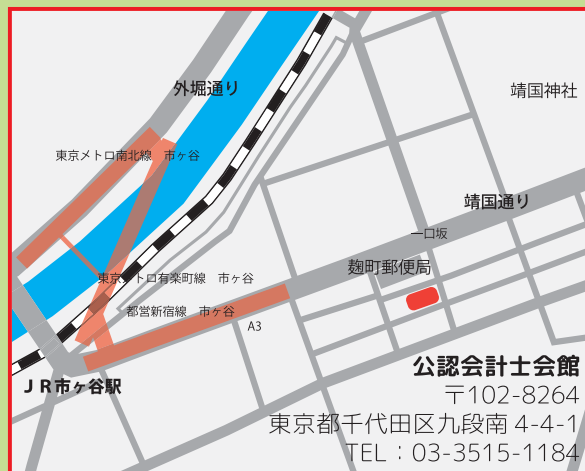 外堀通り
靖国神社
東京メトロ南北線　市ヶ谷
靖国通り
一口坂
麹町郵便局
東京メトロ有楽町線　市ヶ谷
都営新宿線　市ヶ谷
A3
ＪＲ市ヶ谷駅
公認会計士会館
〒102-8264
東京都千代田区九段南 4-4-1
TEL：03-3515-1184